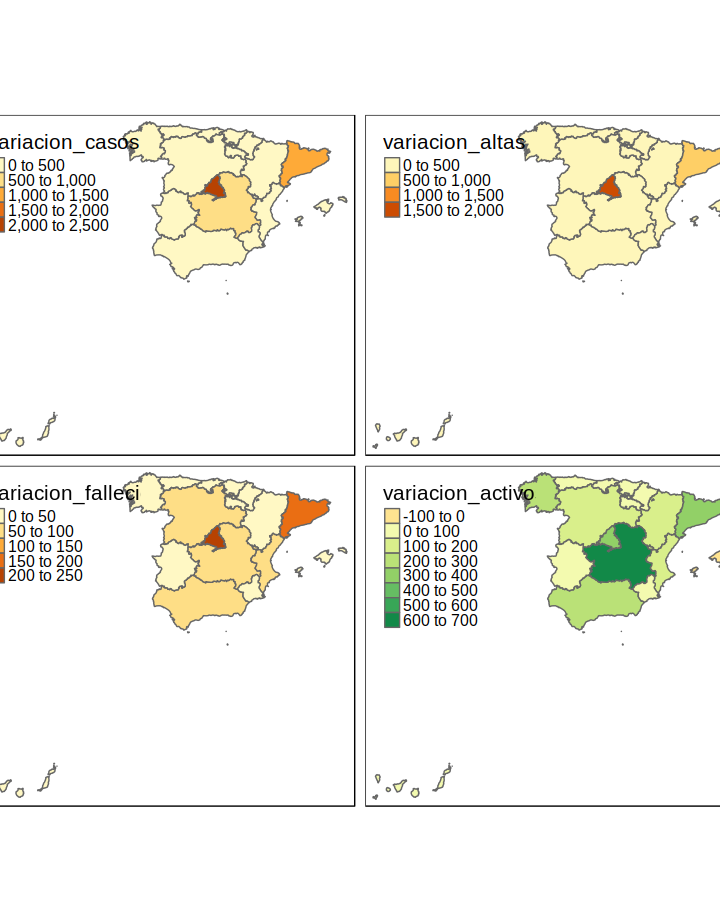 ariacion_casos
0 to 500
500 to 1,000
1,000 to 1,500
1,500 to 2,000
2,000 to 2,500
variacion_altas
0 to 500
500 to 1,000
1,000 to 1,500
1,500 to 2,000
ariacion_falleci
0 to 50
50 to 100
100 to 150
150 to 200
200 to 250
variacion_activo
-100 to 0
0 to 100
100 to 200
200 to 300
300 to 400
400 to 500
500 to 600
600 to 700